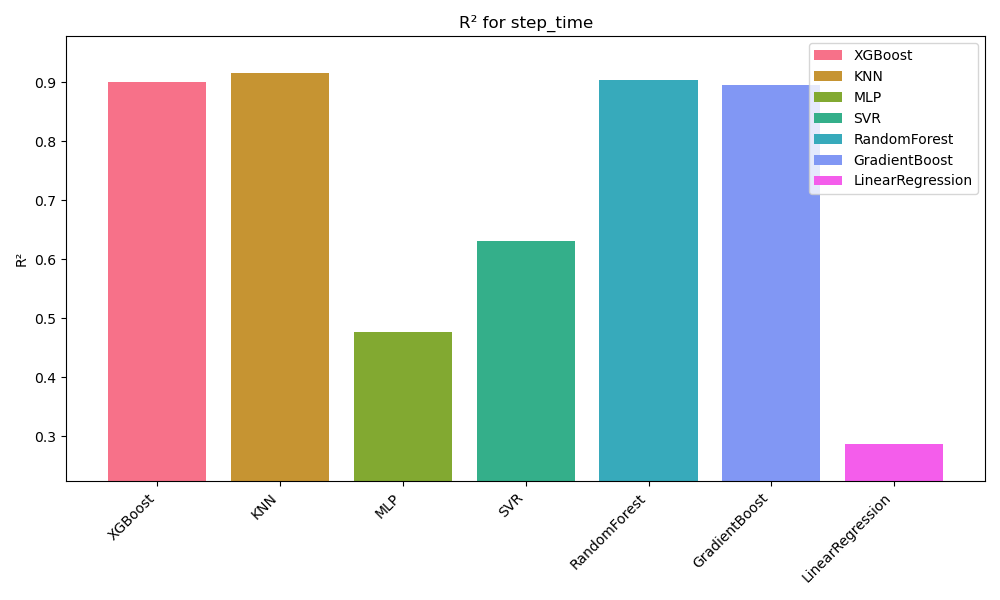 R² for step_time
XGBoost
KNN
MLP
SVR
RandomForest
GradientBoost
LinearRegression
R²
0.9
0.8
0.7
0.6
0.5
0.4
0.3
XGBoost
KNN
MLP
SVR
RandomForest
GradientBoost
LinearRegression